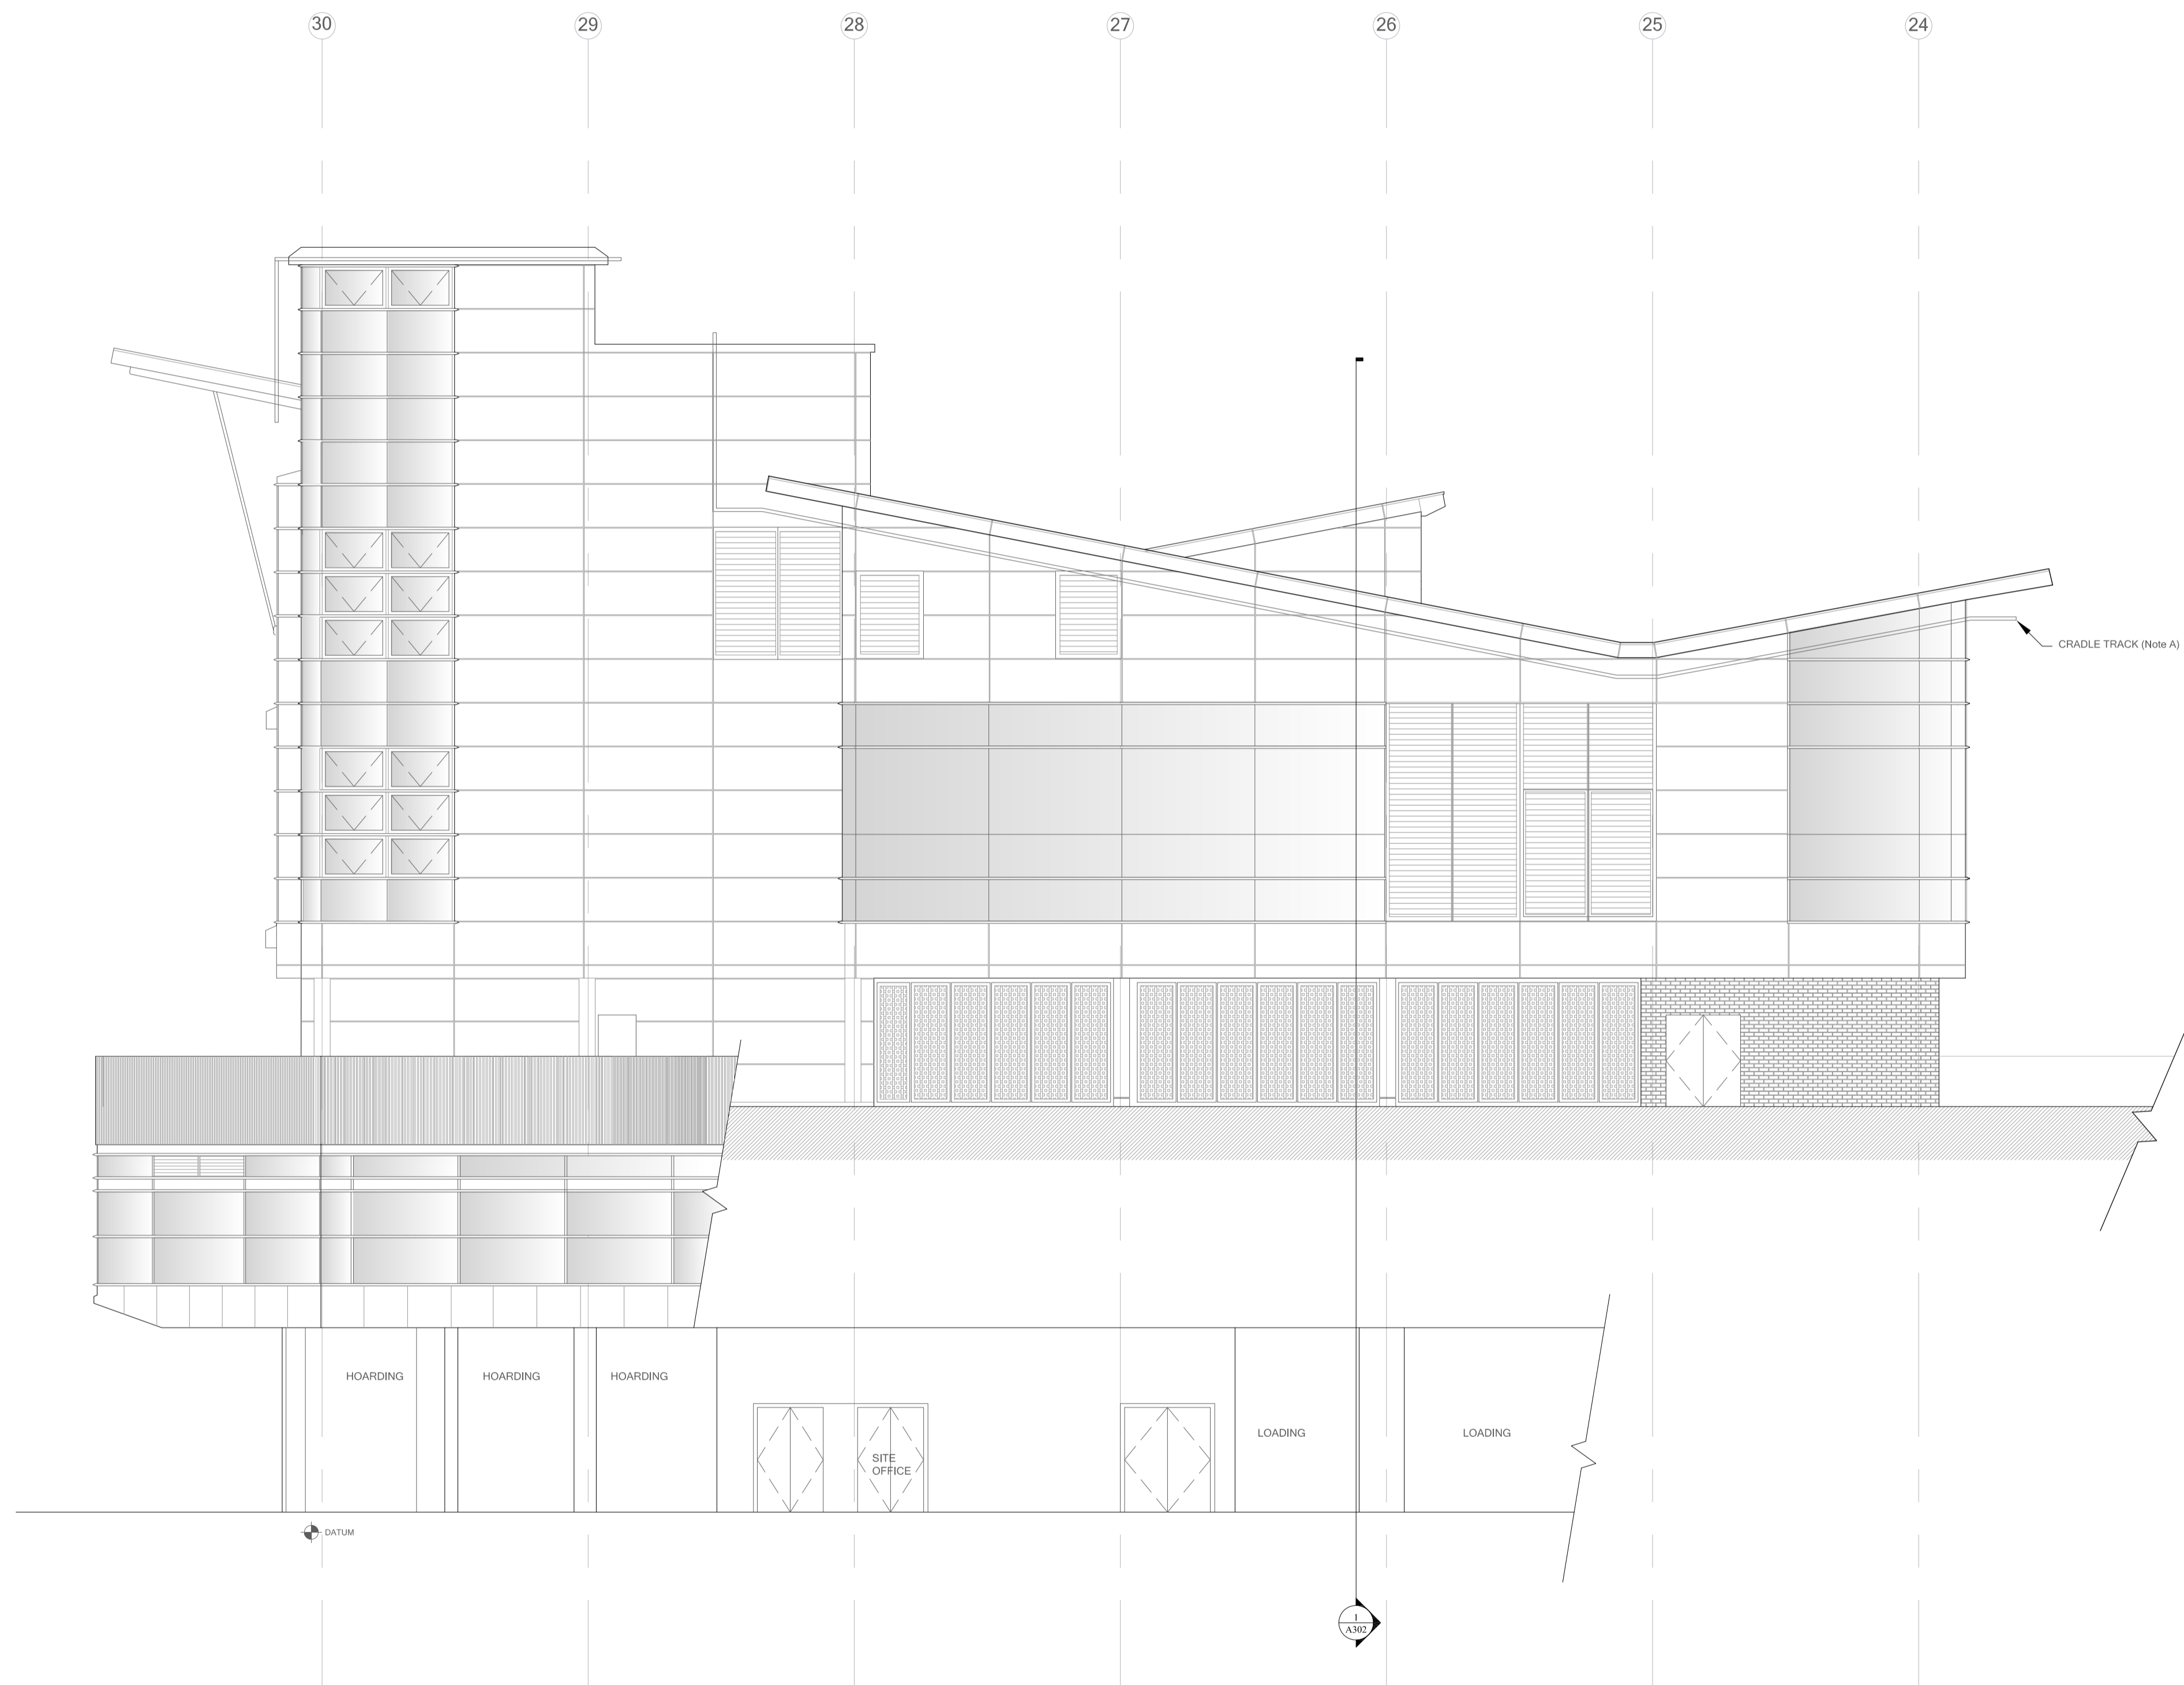 30
29
28
27
26
25
24
CRADLE TRACK (Note A)
HOARDING
HOARDING
HOARDING
LOADING
LOADING
SITE
OFFICE
DATUM
1
A302